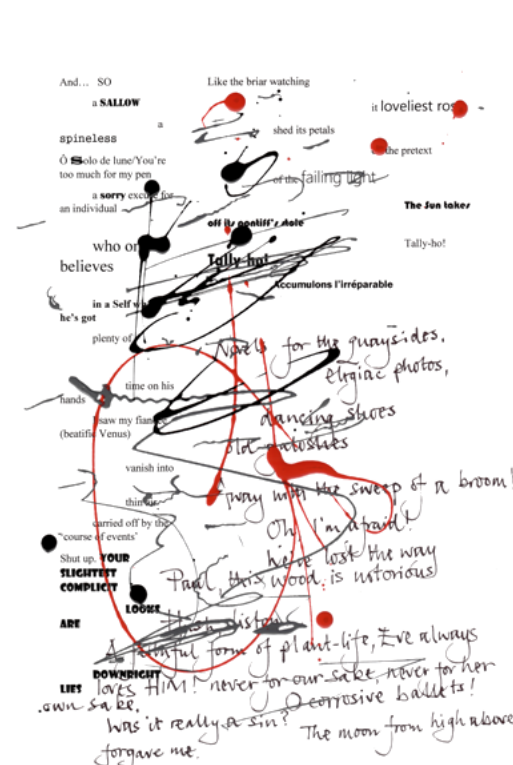 And... SO
Like the briar watching
a SALLOW
it loveliest
a
shed its petals
spineless
the pretext
Ô Solo de lune/You're
too much for my pen
of the failing light
a sorry excuse for
an individual
The Sun takes
off its pontiff's stole
who on
Tally-ho!
Tally-ho!
believes
Accumulons l'irréparable
in a Self
he's got
plenty of
Novels for the quaysides,
elegiac photos,
time on his
hands
dancing shoes
saw my fiancé
(beatific Venus)
old galoshes
vanish into
thin air
away with the sweep of a broom!
carried off by the
'course of events'
Oh, I'm afraid!
Shut up. YOUR
we've lost the way
SLIGHTEST
COMPLICIT
Paul, this wood is notorious
LOOKS
ARE
A faithful form of plant-life, Eve always
DOWNRIGHT
LIES
loves HIM! never for our sake never for her
own sake.
O corrosive ballets!
Was it really a sin?
The moon from high above
forgave me.